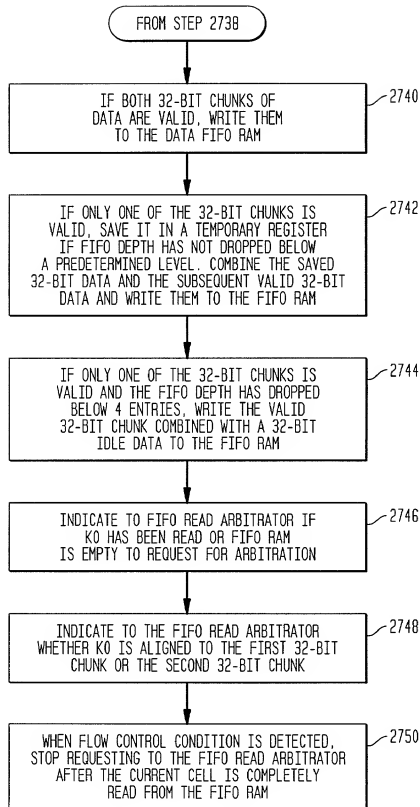 FROM STEP 2738
IF BOTH 32-BIT CHUNKS OF
DATA ARE VALID, WRITE THEM
TO THE DATA FIFO RAM
2740
IF ONLY ONE OF THE 32-BIT CHUNKS IS
VALID, SAVE IT IN A TEMPORARY REGISTER
IF FIFO DEPTH HAS NOT DROPPED BELOW
A PREDETERMINED LEVEL. COMBINE THE SAVED
32-BIT DATA AND THE SUBSEQUENT VALID 32-BIT
DATA AND WRITE THEM TO THE FIFO RAM
2742
IF ONLY ONE OF THE 32-BIT CHUNKS IS
VALID AND THE FIFO DEPTH HAS DROPPED
BELOW 4 ENTRIES, WRITE THE VALID
32-BIT CHUNK COMBINED WITH A 32-BIT
IDLE DATA TO THE FIFO RAM
2744
INDICATE TO FIFO READ ARBITRATOR IF
K0 HAS BEEN READ OR FIFO RAM
IS EMPTY TO REQUEST FOR ARBITRATION
2746
INDICATE TO THE FIFO READ ARBITRATOR
WHETHER K0 IS ALIGNED TO THE FIRST 32-BIT
CHUNK OR THE SECOND 32-BIT CHUNK
2748
WHEN FLOW CONTROL CONDITION IS DETECTED,
STOP REQUESTING TO THE FIFO READ ARBITRATOR
AFTER THE CURRENT CELL IS COMPLETELY
READ FROM THE FIFO RAM
2750